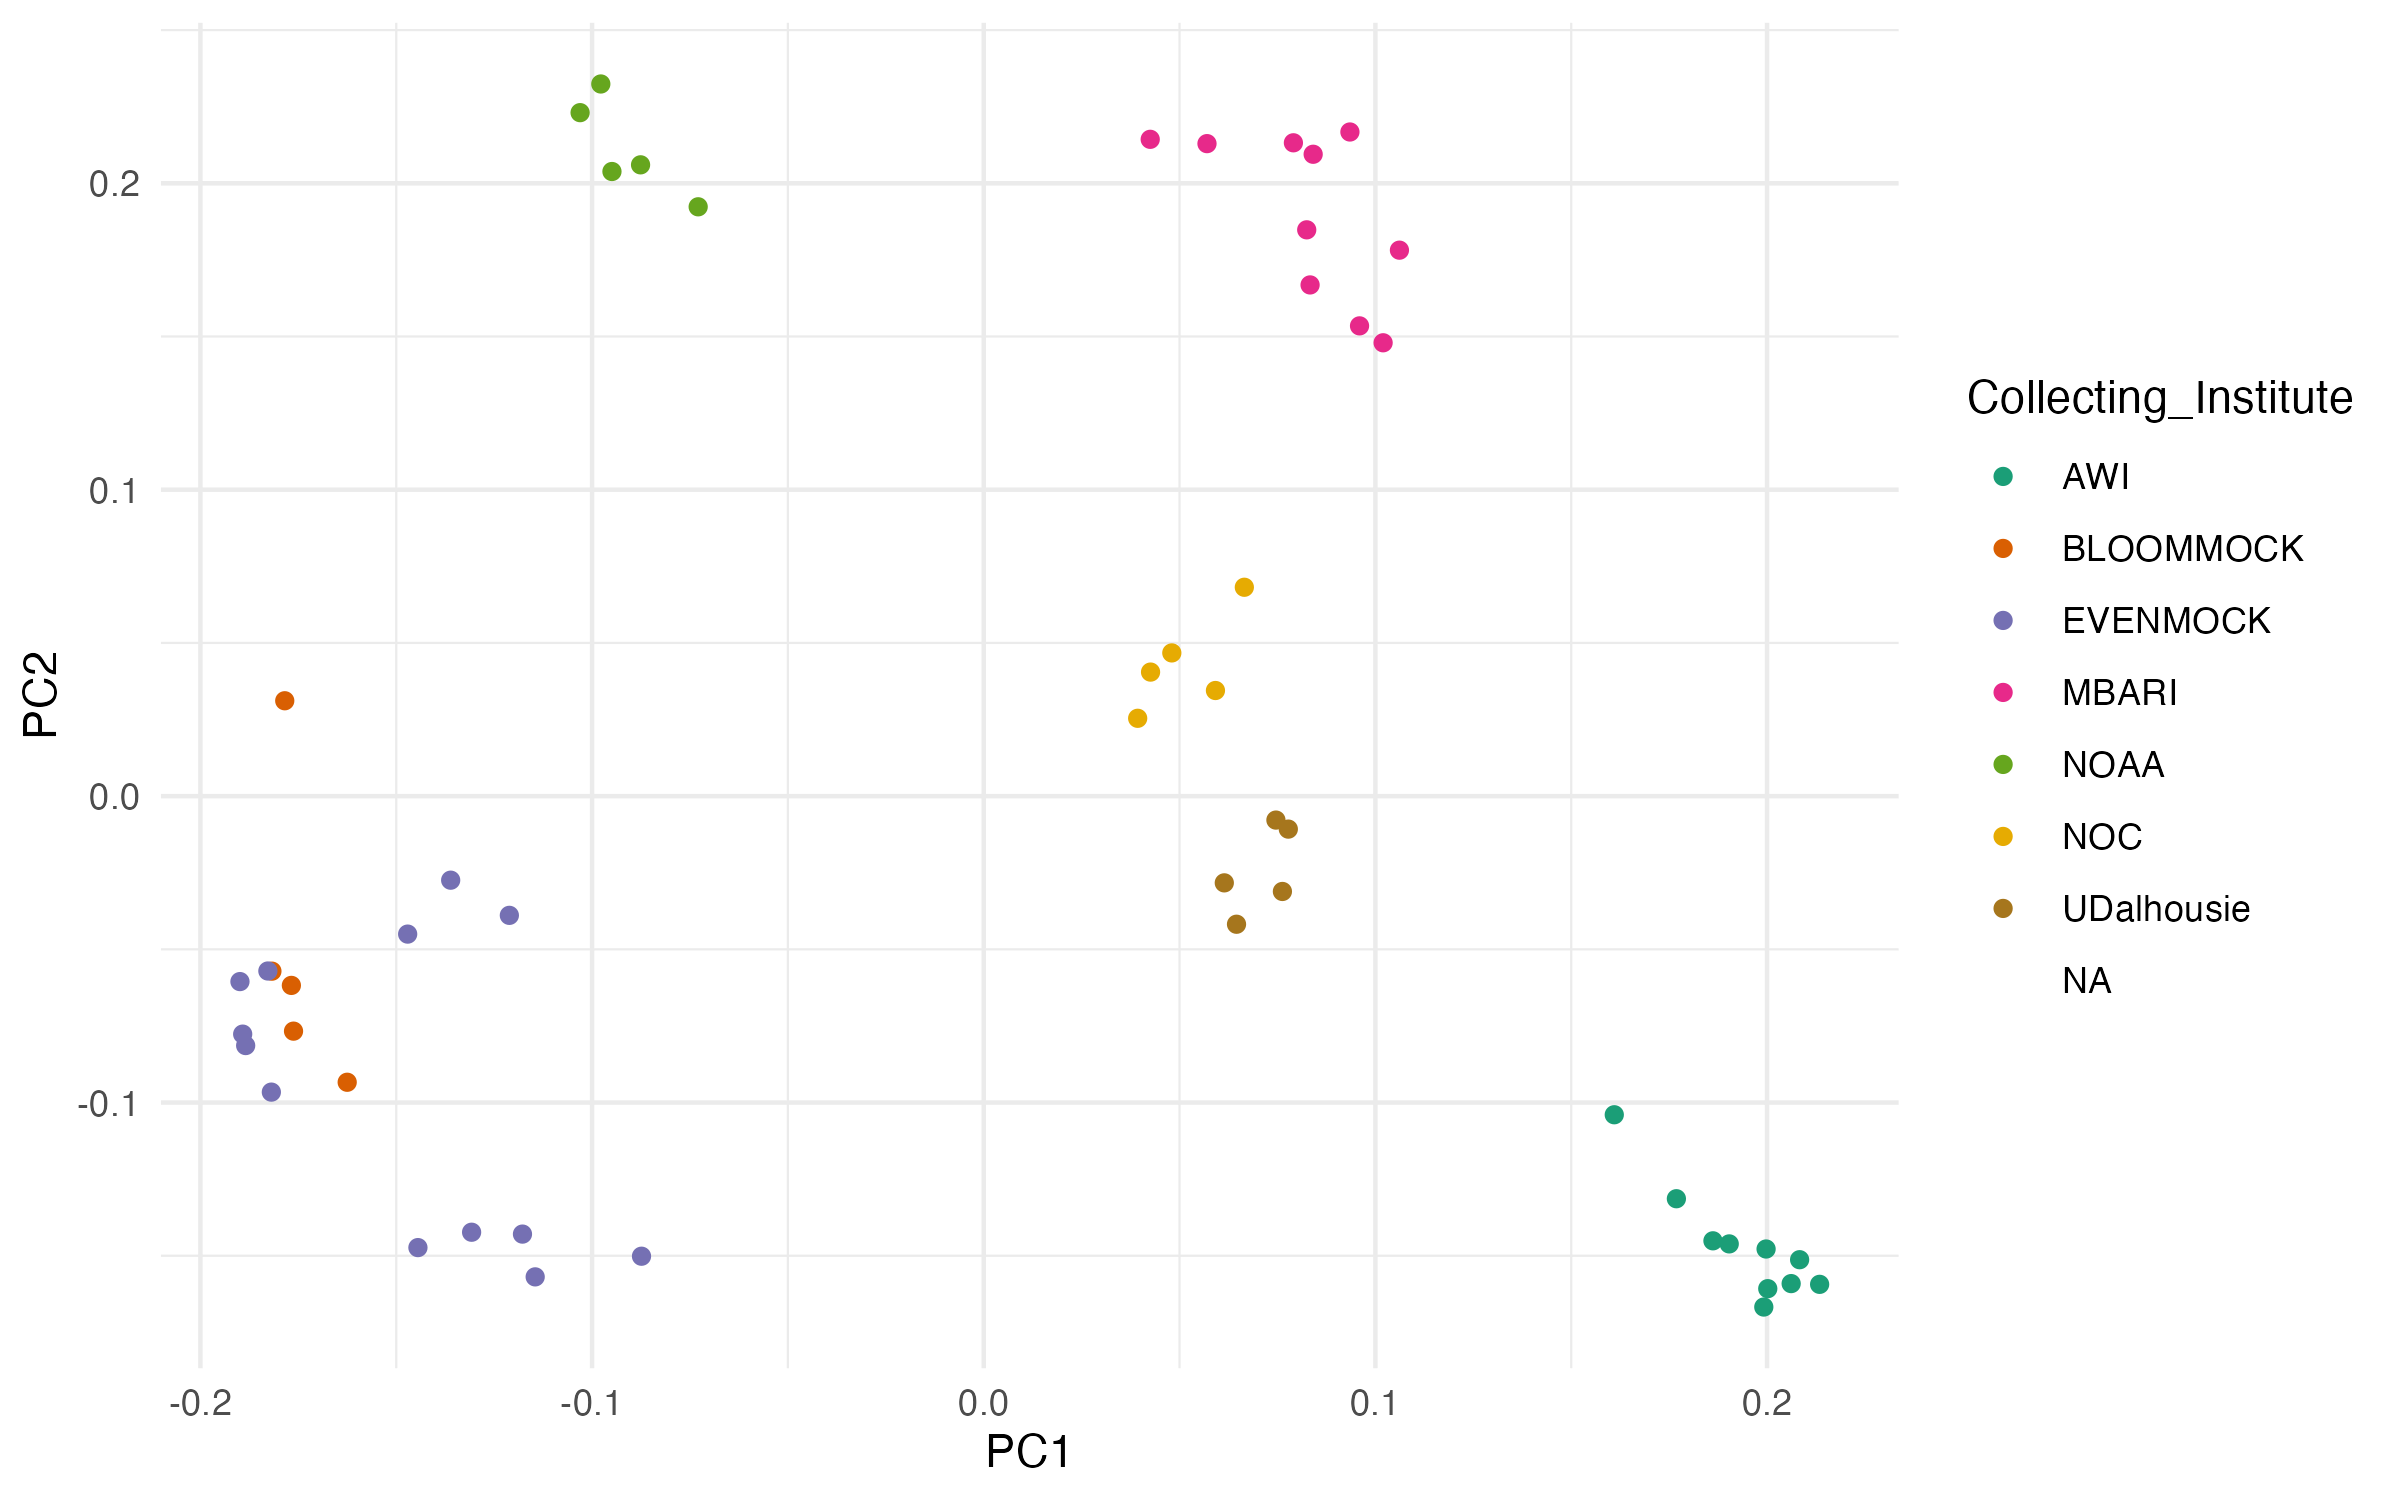 0.2
0.1
0.0
-0.1
PC2
-0.2
-0.1
0.0
0.1
0.2
PC1
Collecting_Institute
AWI
BLOOMMOCK
EVENMOCK
MBARI
NOAA
NOC
UDalhousie
NA